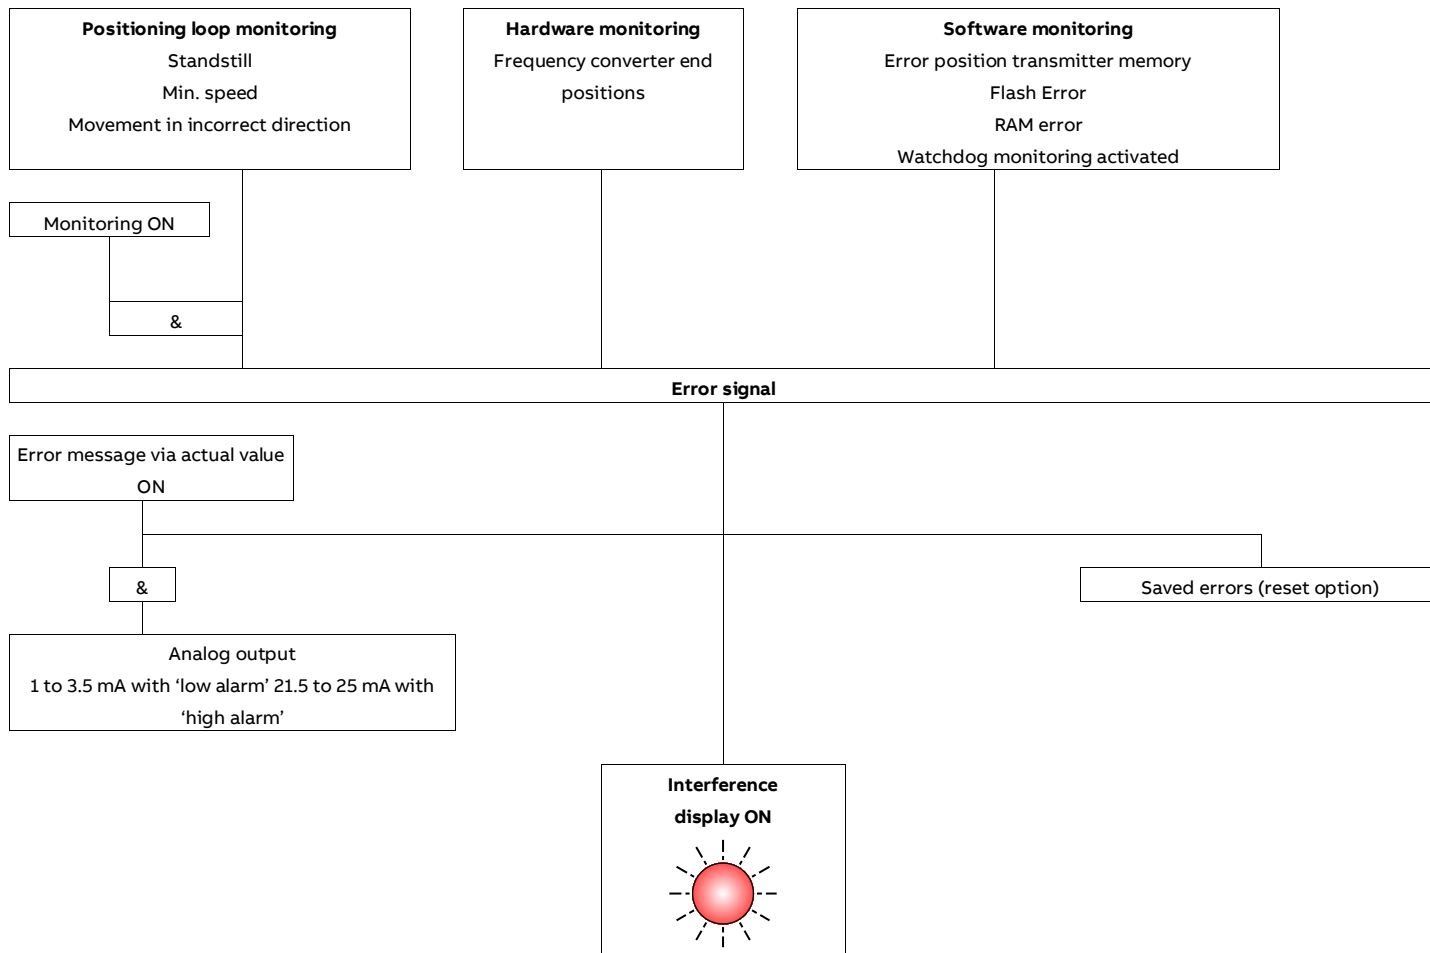 Positioning loop monitoring
Standstill
Min. speed
Movement in incorrect direction
Hardware monitoring
Frequency converter end
positions
Software monitoring
Error position transmitter memory
Flash Error
RAM error
Watchdog monitoring activated
Monitoring ON
&
Error signal
Error message via actual value
ON
&
Saved errors (reset option)
Analog output
1 to 3.5 mA with ‘low alarm’ 21.5 to 25 mA with
‘high alarm’
Interference
display ON